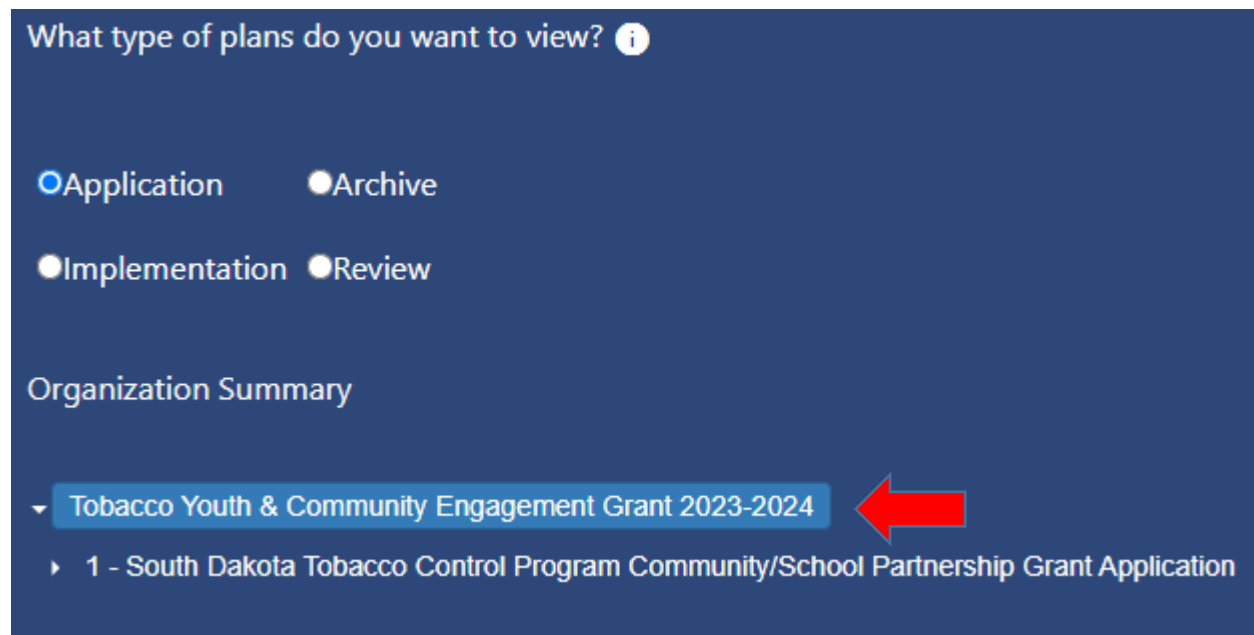 What type of plans do you want to view? i
Application Archive
Implementation Review
Organization Summary
Tobacco Youth & Community Engagement Grant 2023-2024
1 - South Dakota Tobacco Control Program Community/School Partnership Grant Application